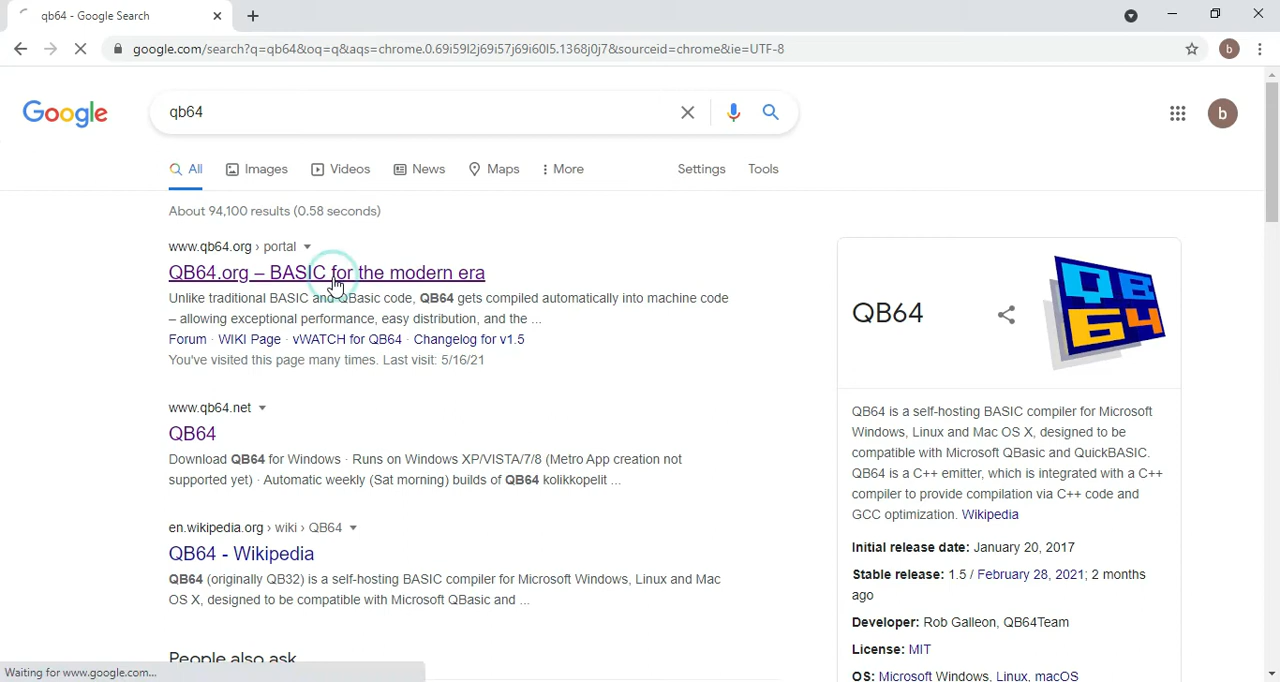 qb64 - Google Search
google.com/search?q=qb64&oq=q&aqs=chrome.0.69i59l2j69i57j69i60l5.1368j0j7&sourceid=chrome&ie=UTF-8
b
Google
qb64
b
All
Images
Videos
News
Maps
More
Settings
Tools
About 94,100 results (0.58 seconds)
www.qb64.org › portal
QB64.org – BASIC for the modern era
Unlike traditional BASIC and QBasic code, QB64 gets compiled automatically into machine code
– allowing exceptional performance, easy distribution, and the ...
Forum · WIKI Page · vWATCH for QB64 · Changelog for v1.5
You've visited this page many times. Last visit: 5/16/21
www.qb64.net
QB64
Download QB64 for Windows · Runs on Windows XP/VISTA/7/8 (Metro App creation not
supported yet) · Automatic weekly (Sat morning) builds of QB64 kolikkopelit ...
en.wikipedia.org › wiki › QB64
QB64 - Wikipedia
QB64 (originally QB32) is a self-hosting BASIC compiler for Microsoft Windows, Linux and Mac
OS X, designed to be compatible with Microsoft QBasic and ...
People also ask
QB64
QB
64
QB64 is a self-hosting BASIC compiler for Microsoft
Windows, Linux and Mac OS X, designed to be
compatible with Microsoft QBasic and QuickBASIC.
QB64 is a C++ emitter, which is integrated with a C++
compiler to provide compilation via C++ code and
GCC optimization. Wikipedia
Initial release date: January 20, 2017
Stable release: 1.5 / February 28, 2021; 2 months
ago
Developer: Rob Galleon, QB64Team
License: MIT
OS: Microsoft Windows, Linux, macOS
Waiting for www.google.com...